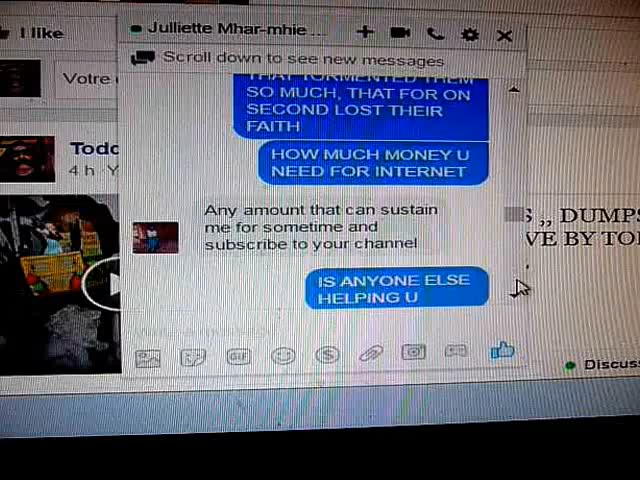 I like
Julliette Mhar-mhie ...
Scroll down to see new messages
Votre
THAT TORMENTED THEM
SO MUCH, THAT FOR ON
SECOND LOST THEIR
FAITH
Todd
4 h
HOW MUCH MONEY U
NEED FOR INTERNET
Any amount that can sustain
me for sometime and
subscribe to your channel
DUMPS
VE BY TO
IS ANYONE ELSE
HELPING U
GIF
Discuss